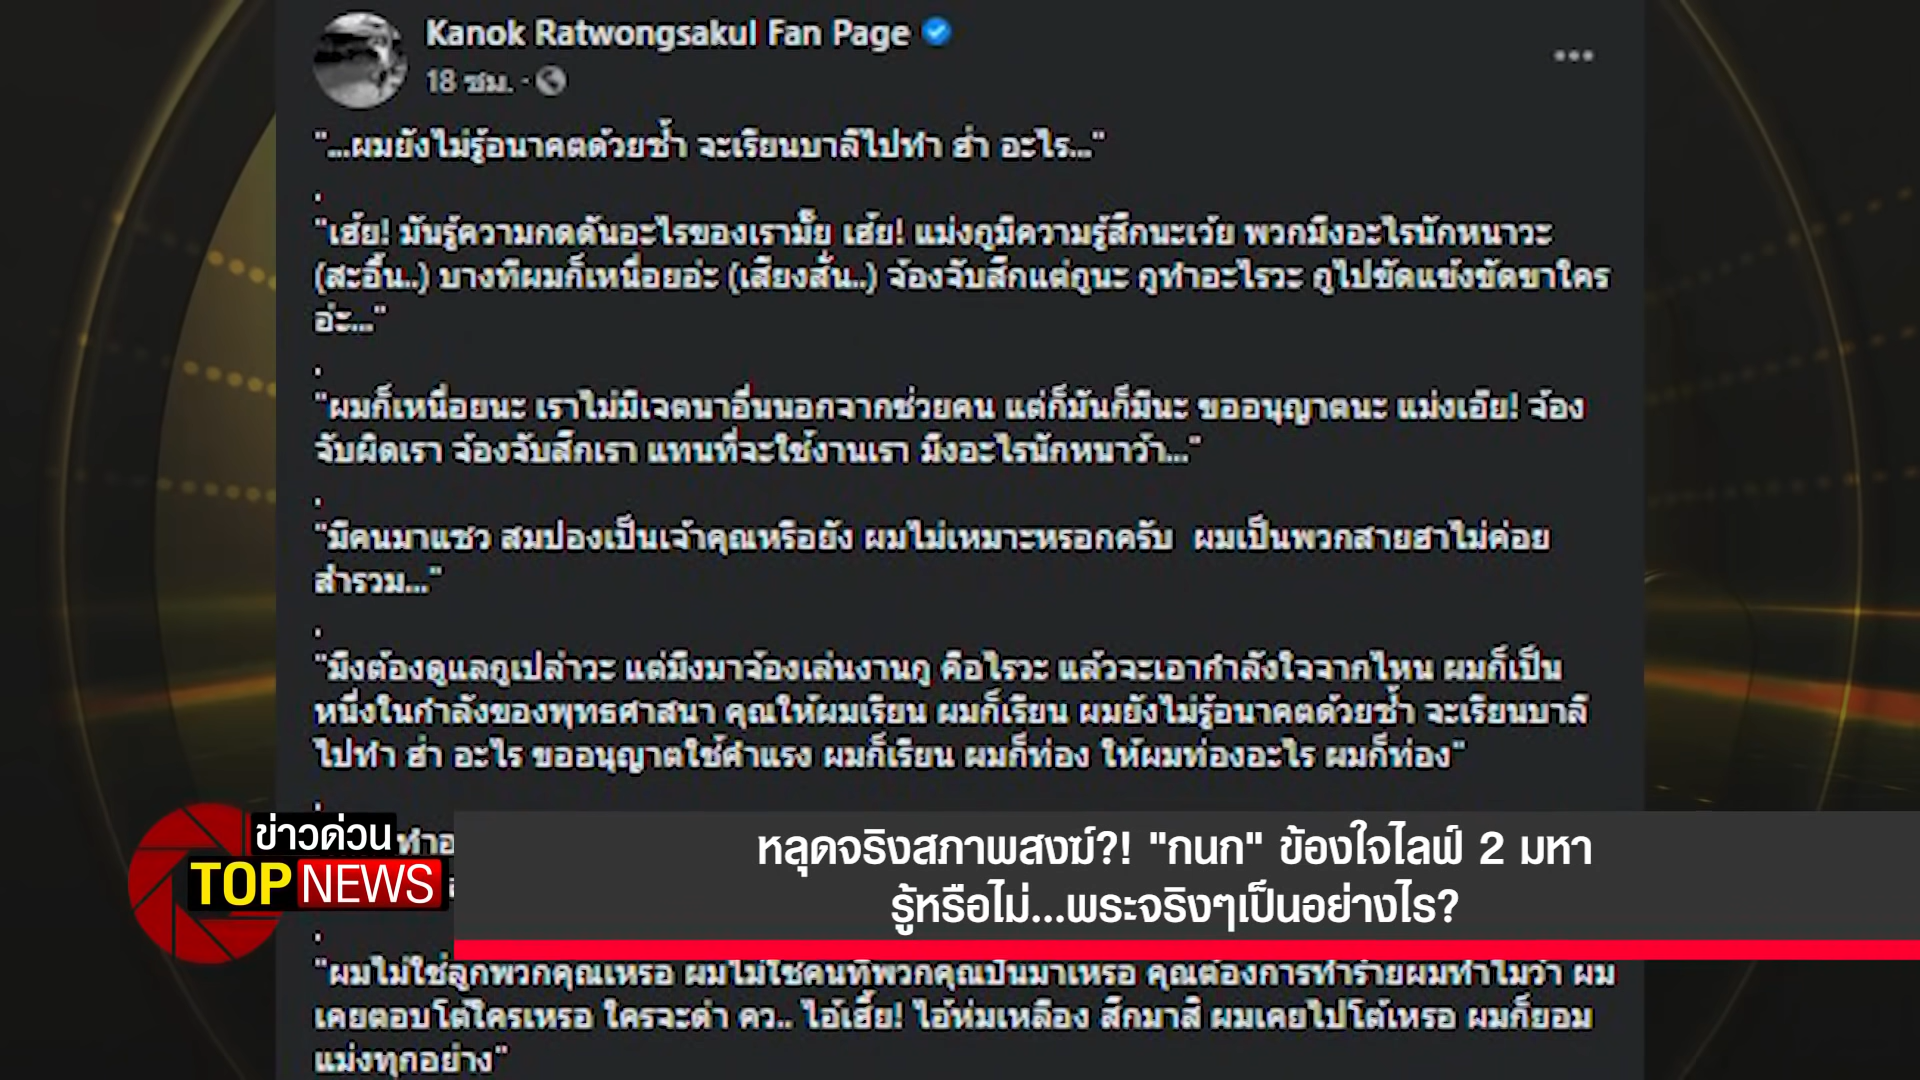 Kanok Ratwongsakul Fan Page
18 ชม. ·
"...ผมยังไม่รู้อนาคตด้วยซ้ำ จะเรียนบาลีไปทำ ฮ่า อะไร..."
.
"เฮ้ย! มันรู้ความกดดันอะไรของเรามั๊ย เฮ้ย! แม่งกูมีความรู้สึกนะเว้ย พวกมึงอะไรนักหนาวะ
(สะอื้น..) บางทีผมก็เหนื่อยอ่ะ (เสียงสั่น..) จ้องจับสึกแต่กูนะ กูทำอะไรวะ กูไปขัดแข้งขัดขาใคร
อ่ะ..."
.
"ผมก็เหนื่อยนะ เราไม่มีเจตนาอื่นนอกจากช่วยคน แต่ก็มันก็มีนะ ขออนุญาตนะ แม่งเอ๊ย! จ้อง
จับผิดเรา จ้องจับสึกเรา แทนที่จะใช้งานเรา มึงอะไรนักหนาว้า..."
.
"มีคนมาแซว สมปองเป็นเจ้าคุณหรือยัง ผมไม่เหมาะหรอกครับ ผมเป็นพวกสายฮาไม่ค่อย
สำรวม..."
.
"มึงต้องดูแลกูเปล่าวะ แต่มึงมาจ้องเล่นงานกู คือไรวะ แล้วจะเอากำลังใจจากไหน ผมก็เป็น
หนึ่งในกำลังของพุทธศาสนา คุณให้ผมเรียน ผมก็เรียน ผมยังไม่รู้อนาคตด้วยซ้ำ จะเรียนบาลี
ไปทำ ฮ่า อะไร ขออนุญาตใช้คำแรง ผมก็เรียน ผมก็ท่อง ให้ผมท่องอะไร ผมก็ท่อง"
.
ข่าวด่วน
TOP NEWS
หลุดจริงสภาพสงฆ์?! "กนก" ข้องใจไลฟ์ 2 มหา
รู้หรือไม่...พระจริงๆเป็นอย่างไร?
.
"ผมไม่ใช่ลูกพวกคุณเหรอ ผมไม่ใช่คนที่พวกคุณปั้นมาเหรอ คุณต้องการทำร้ายผมทำไมว้า ผม
เคยตอบโต้ใครเหรอ ใครจะด่า คว.. ไอ้เฮี้ย! ไอ้ห่มเหลือง สึกมาสิ ผมเคยไปโต้เหรอ ผมก็ยอม
แม่งทุกอย่าง"